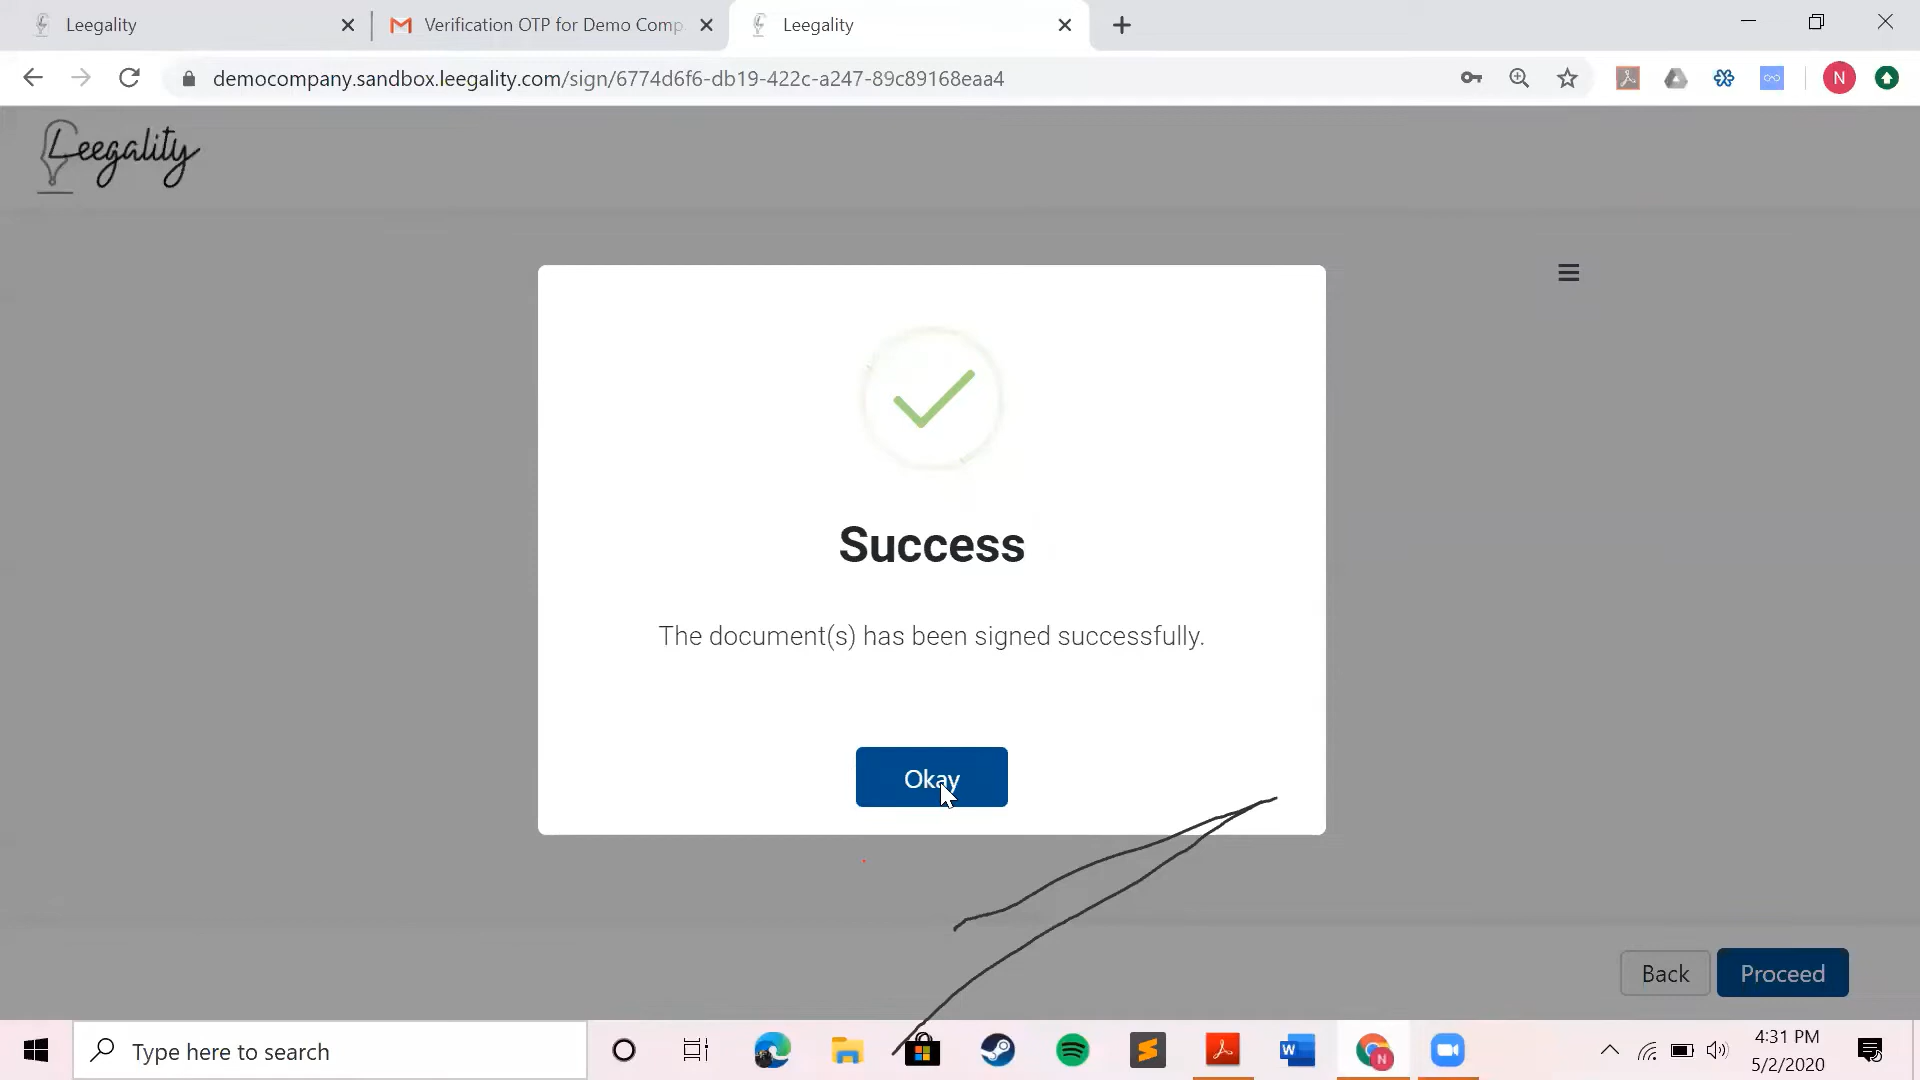 Leegality
Verification OTP for Demo Comp
Leegality
democompany.sandbox.leegality.com/sign/6774d6f6-db19-422c-a247-89c89168eaa4
N
Leegality
Success
The document(s) has been signed successfully.
Okay
Back
Proceed
Type here to search
W
N
4:31 PM
5/2/2020